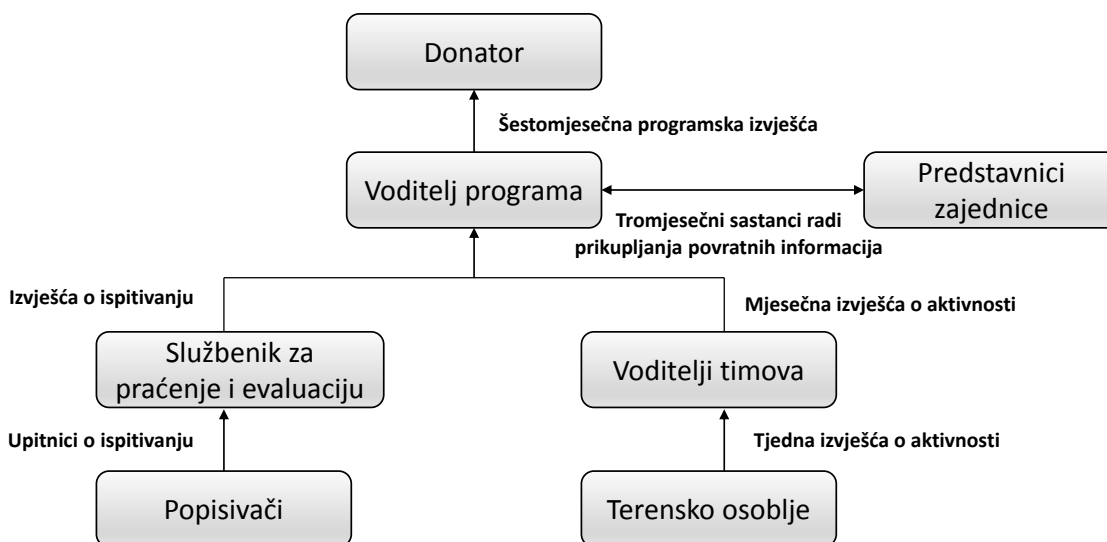 Donator
Šestomjesečna programska izvješća
Voditelj programa
Predstavnici
zajednice
Tromjesečni sastanci radi
prikupljanja povratnih informacija
Izvješća o ispitivanju
Mjesečna izvješća o aktivnosti
Službenik za
praćenje i evaluaciju
Voditelji timova
Upitnici o ispitivanju
Tjedna izvješća o aktivnosti
Popisivači
Terensko osoblje